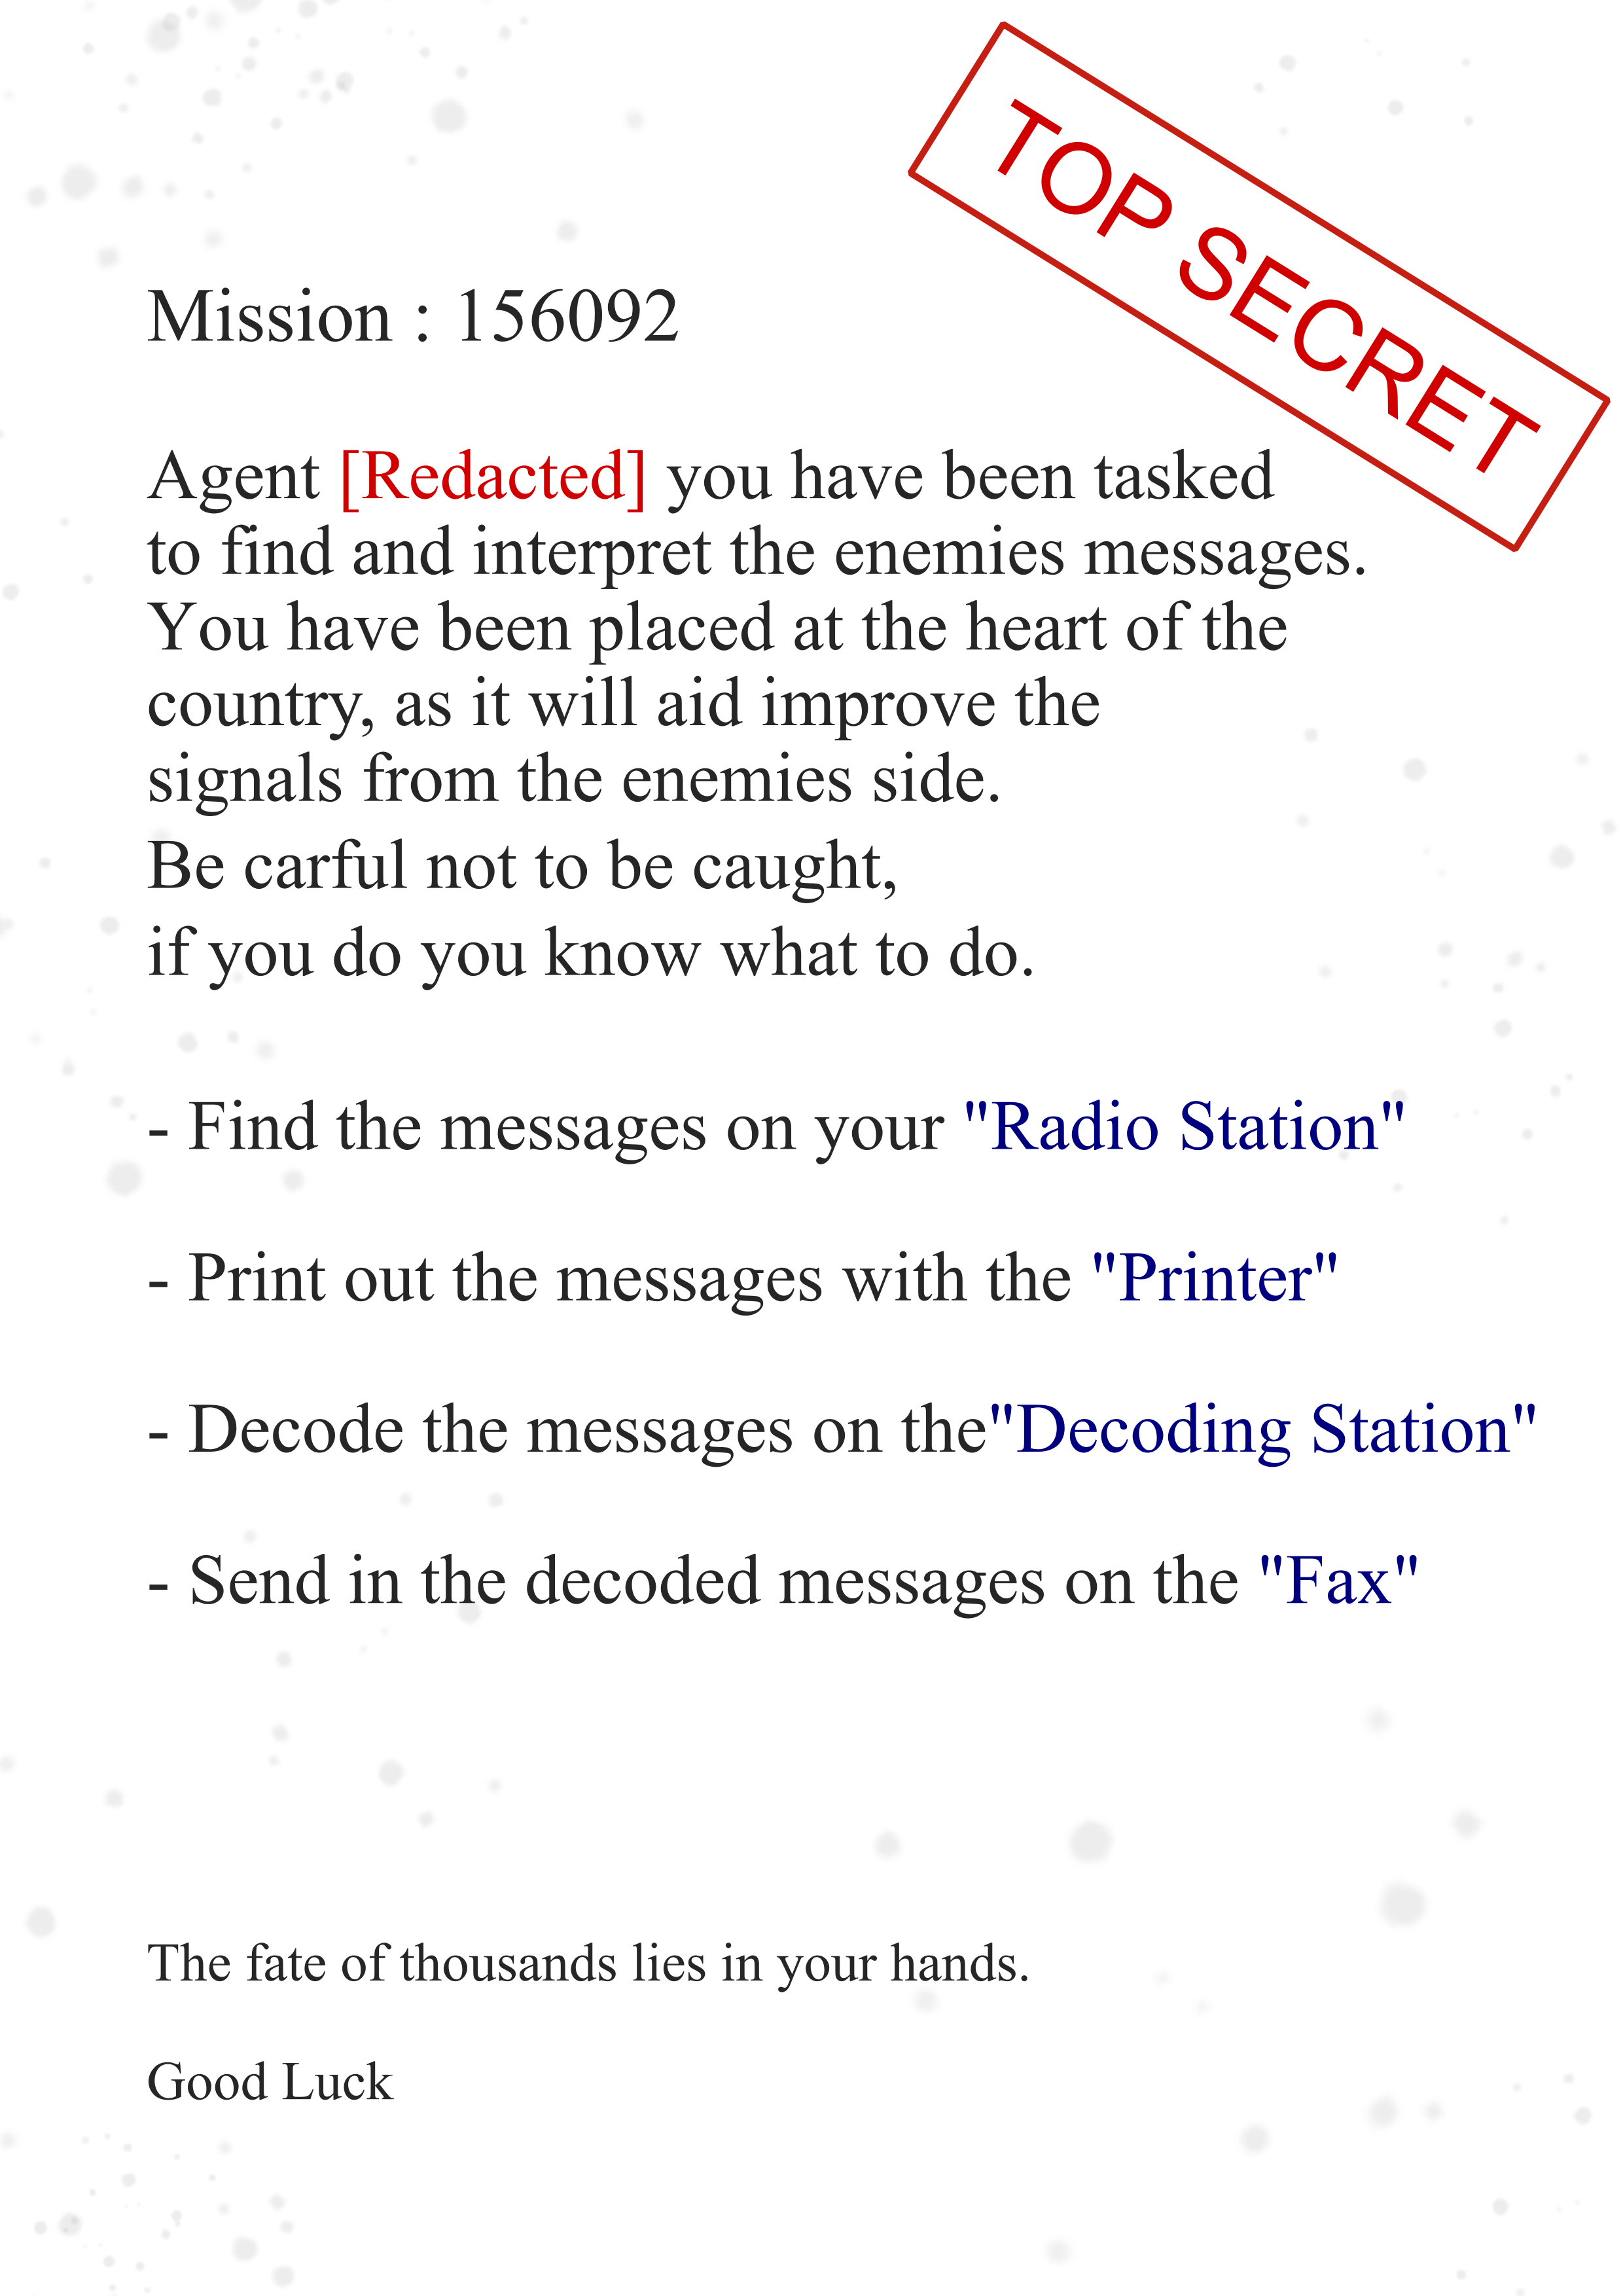 TOP SECRET
Mission : 156092
Agent [Redacted] you have been tasked
to find and interpret the enemies messages.
You have been placed at the heart of the
country, as it will aid improve the
signals from the enemies side.
Be carful not to be caught,
if you do you know what to do.
- Find the messages on your "Radio Station"
- Print out the messages with the "Printer"
- Decode the messages on the"Decoding Station"
- Send in the decoded messages on the "Fax"
The fate of thousands lies in your hands.
Good Luck